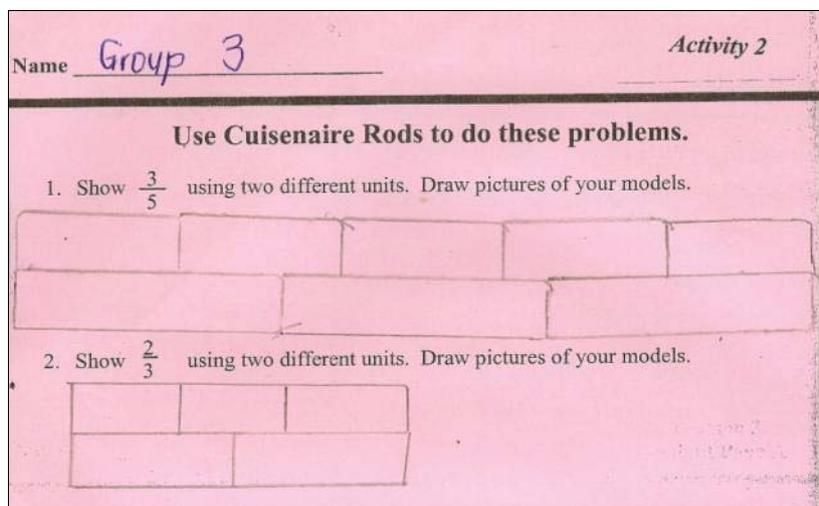 Name Group 3
Activity 2
Use Cuisenaire Rods to do these problems.
1. Show 3/5 using two different units. Draw pictures of your models.
2. Show 2/3 using two different units. Draw pictures of your models.